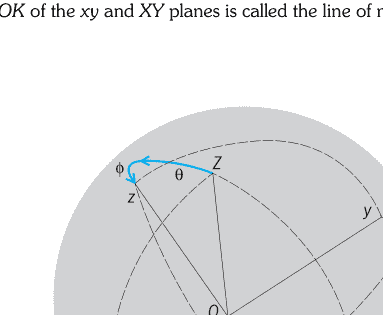 OK of the xy and XY planes is called the line of
ϕ
θ
Z
z
y
O